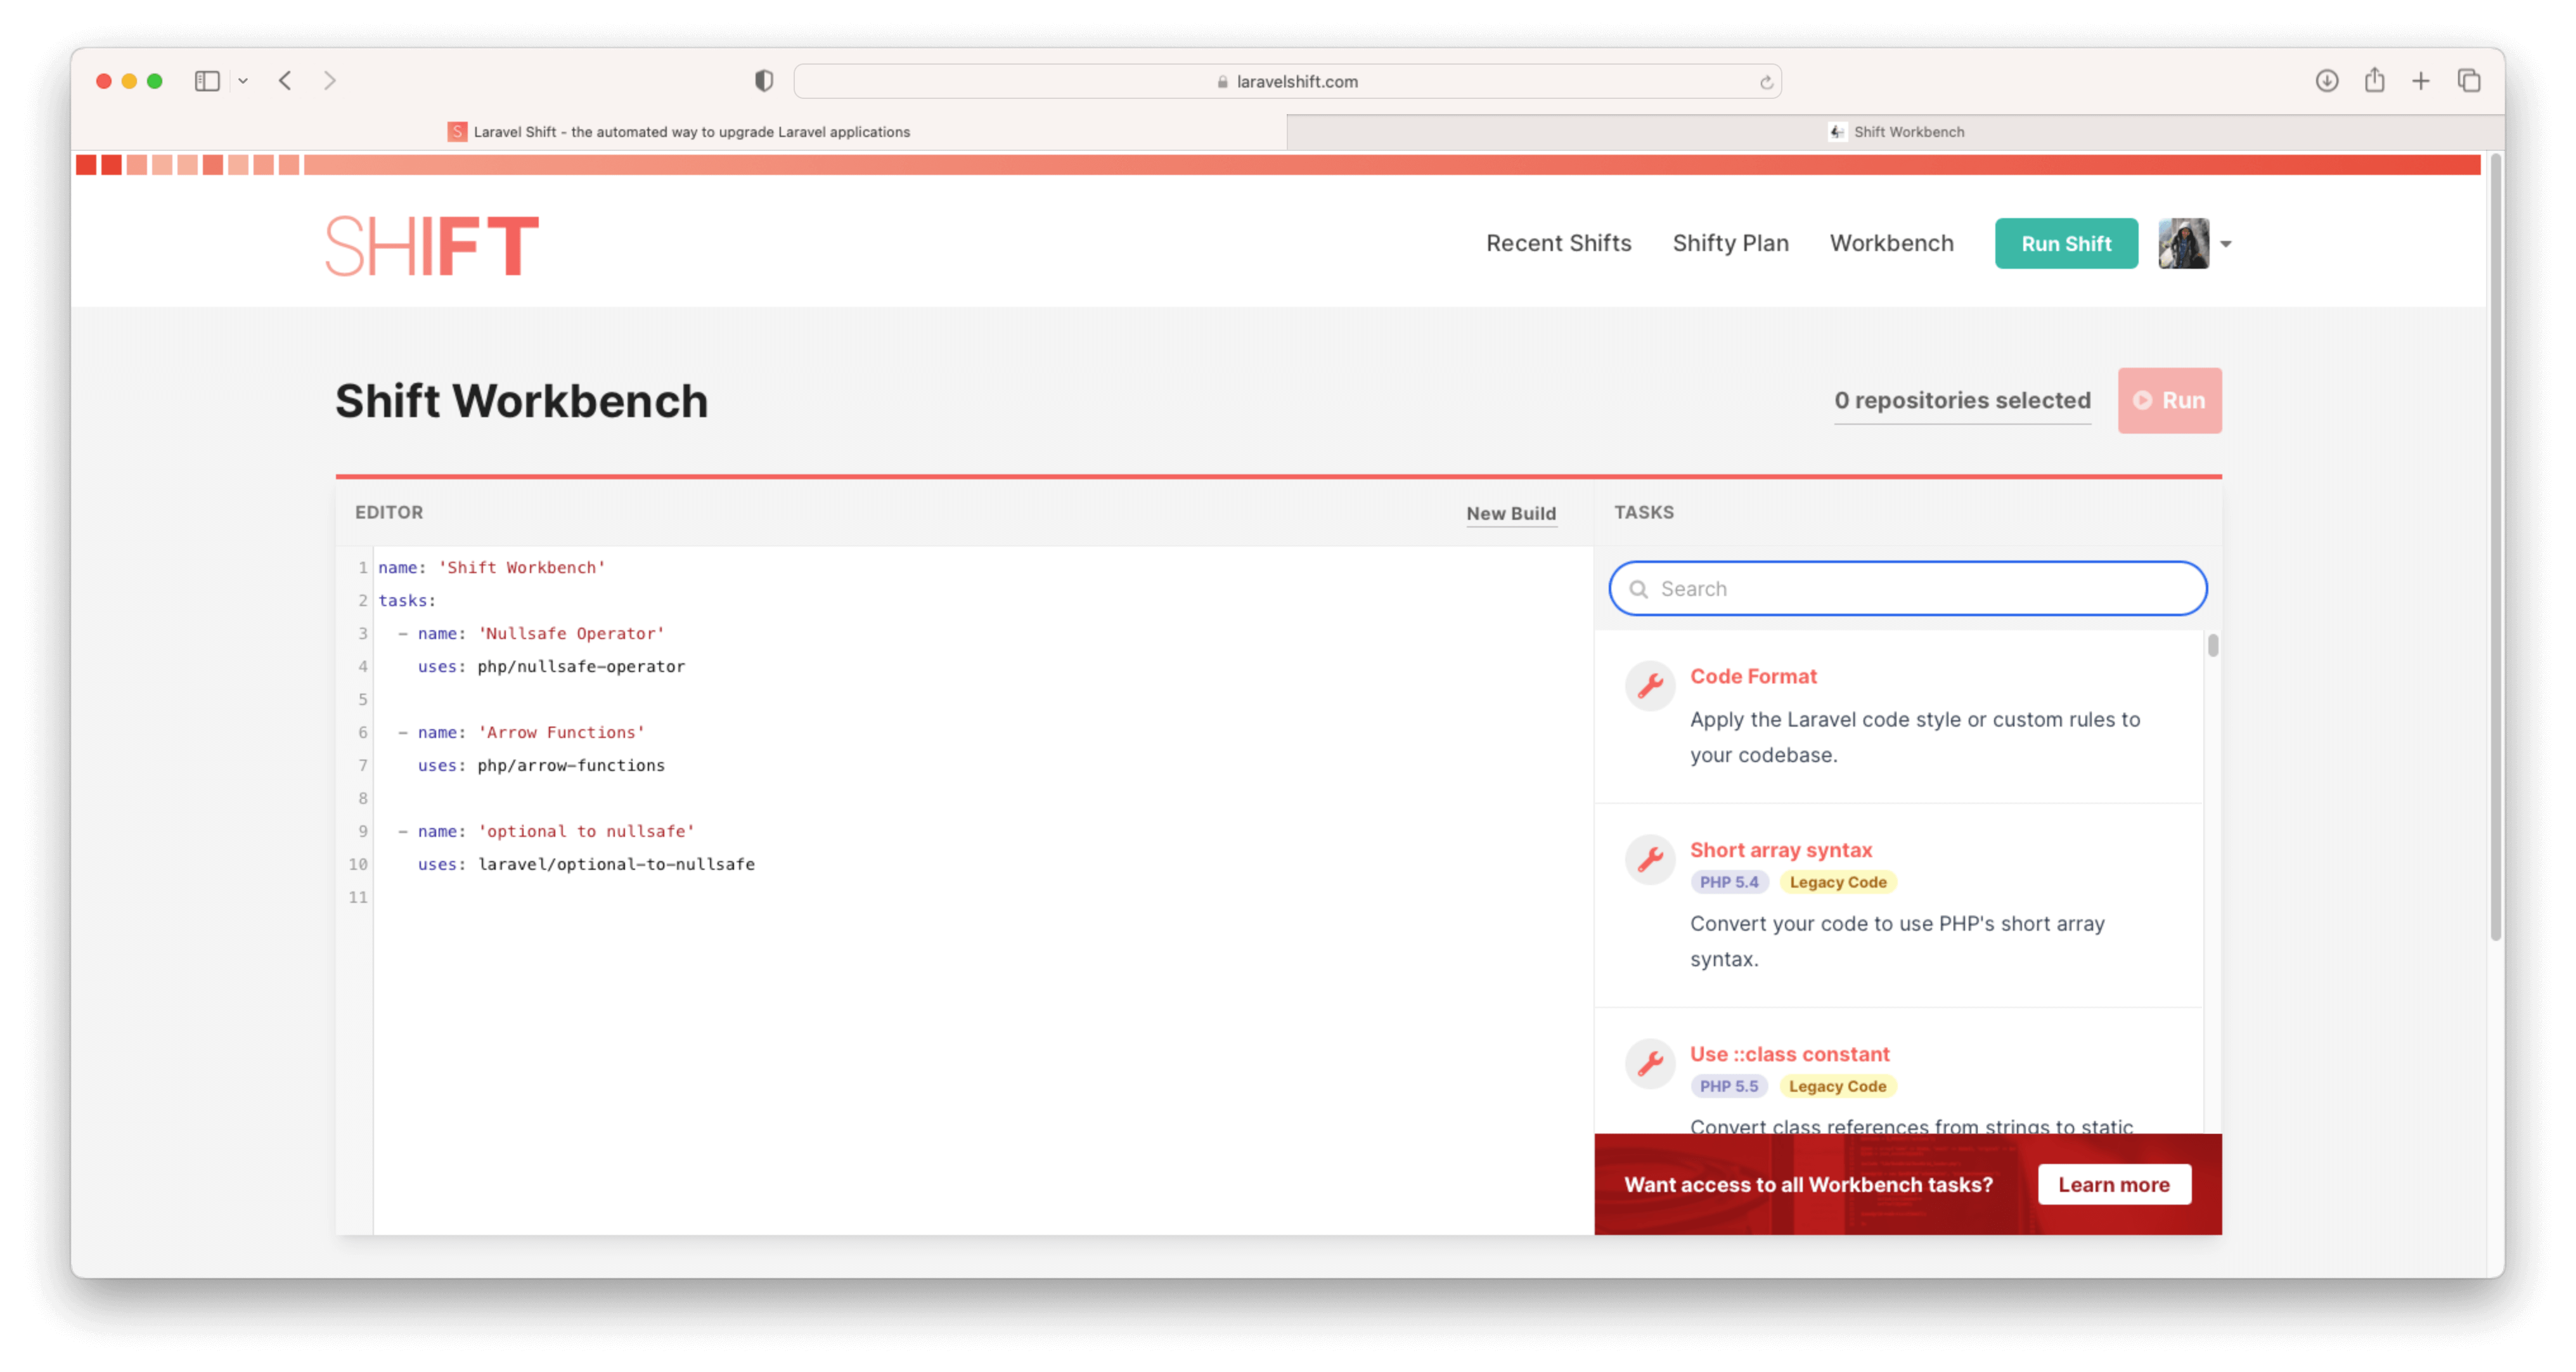 laravelshift.com
Laravel Shift - the automated way to upgrade Laravel applications
Shift Workbench
SHIFT
Recent Shifts
Shifty Plan
Workbench
Run Shift
Shift Workbench
0 repositories selected
Run
EDITOR
New Build
1 name: 'Shift Workbench'
2 tasks:
3 - name: 'Nullsafe Operator'
4 uses: php/nullsafe-operator
5
6 - name: 'Arrow Functions'
7 uses: php/arrow-functions
8
9 - name: 'optional to nullsafe'
10 uses: laravel/optional-to-nullsafe
11
TASKS
Search
Code Format
Apply the Laravel code style or custom rules to
your codebase.
Short array syntax
PHP 5.4 Legacy Code
Convert your code to use PHP's short array
syntax.
Use ::class constant
PHP 5.5 Legacy Code
Convert class references from strings to static
Want access to all Workbench tasks?
Learn more